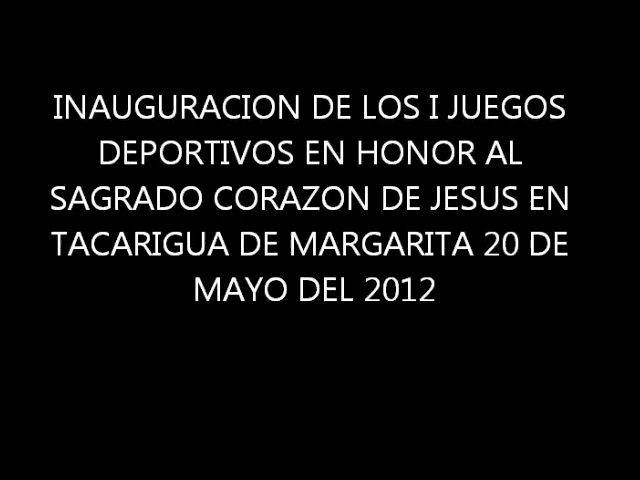 INAUGURACION DE LOS I JUEGOS
DEPORTIVOS EN HONOR AL
SAGRADO CORAZON DE JESUS EN
TACARIGUA DE MARGARITA 20 DE
MAYO DEL 2012